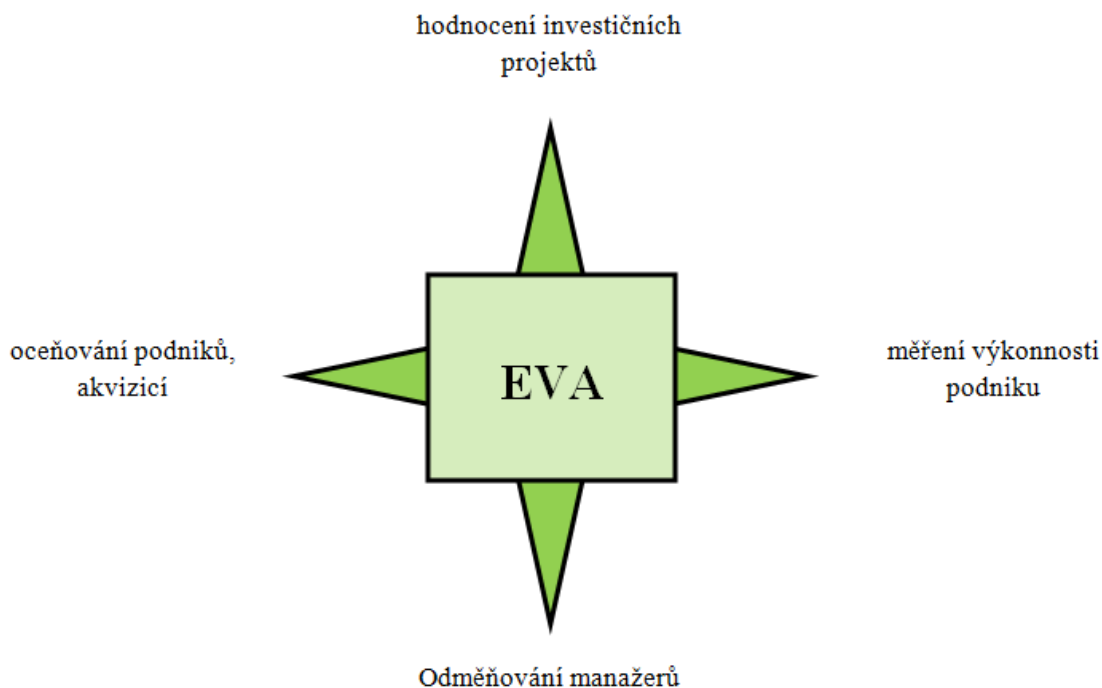 hodnocení investičních
projektů
oceňování podniků,
akvizicí
EVA
měření výkonnosti
podniku
Odměňování manažerů